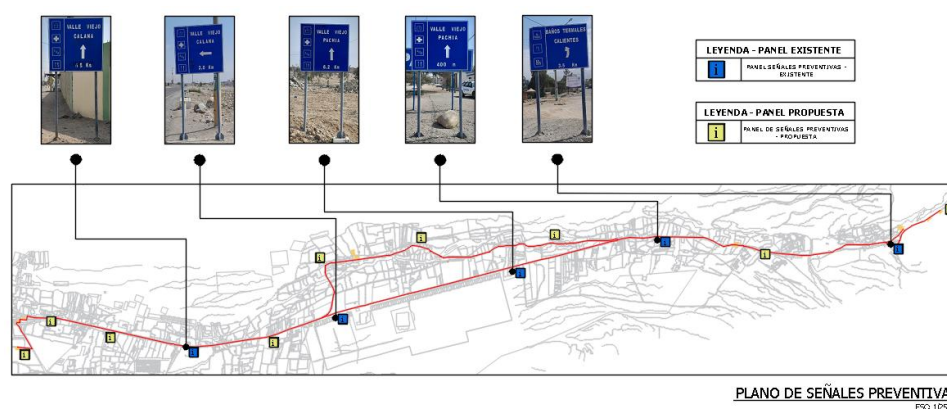 VALLE VIEJO
CALANA
VALLE VIEJO
CALANA
VALLE VIEJO
PACHIA
VALLE VIEJO
PACHIA
400 m
BAÑOS TERMALES
CALIENTES
LEYENDA - PANEL EXISTENTE
i
PANEL SEÑALES PREVENTIVAS -
EXISTENTE
LEYENDA - PANEL PROPUESTA
i
PANEL DE SEÑALES PREVENTIVAS
- PROPUESTA
PLANO DE SEÑALES PREVENTIVA